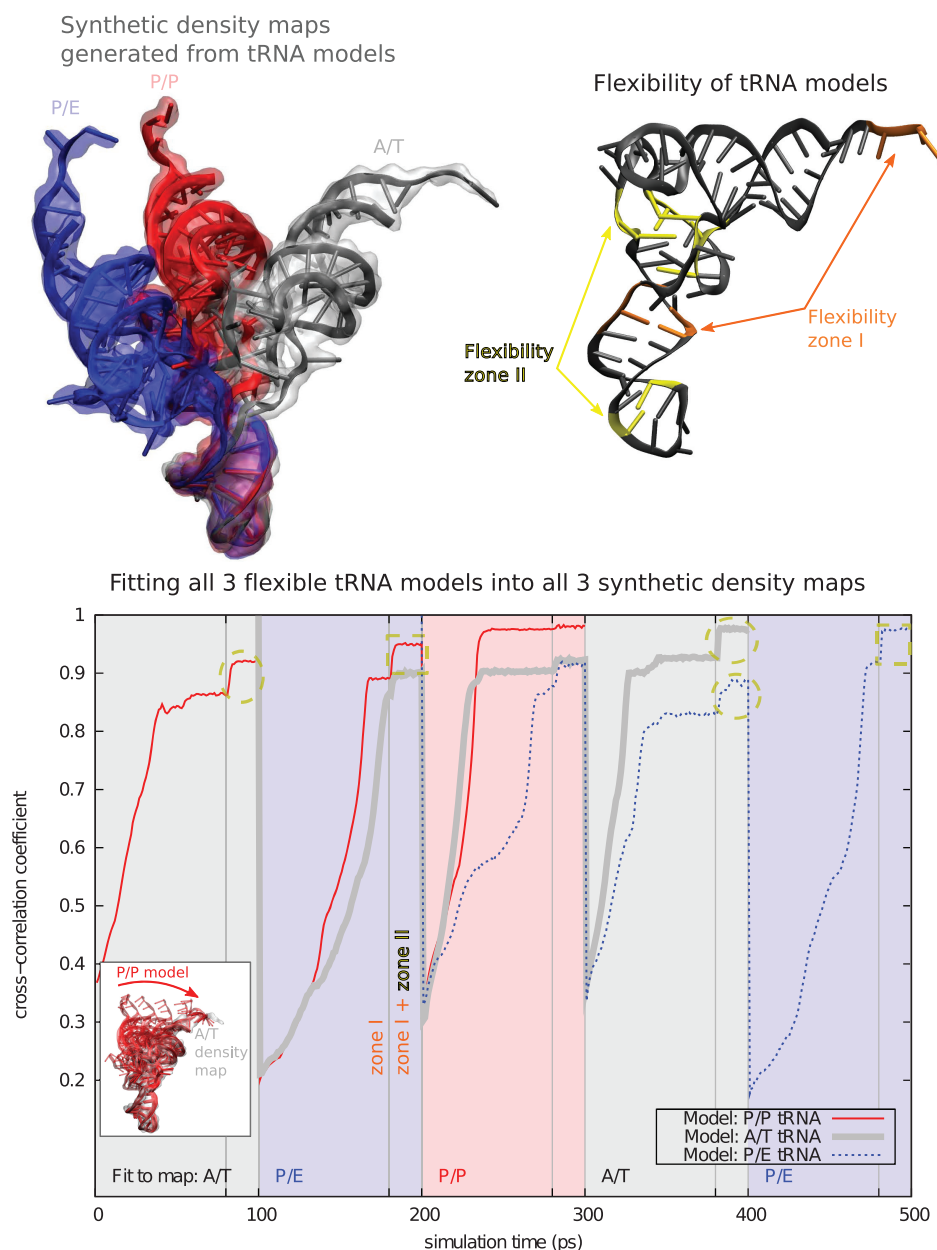 Synthetic density maps
generated from tRNA models
P/P
P/E
A/T
Flexibility of tRNA models
Flexibility
zone I
Flexibility
zone II
Fitting all 3 flexible tRNA models into all 3 synthetic density maps
cross−correlation coefficient
1
0.9
0.8
0.7
0.6
0.5
0.4
0.3
0.2
P/P model
A/T
density
map
zone I
zone I + zone II
Model: P/P tRNA
Model: A/T tRNA
Model: P/E tRNA
Fit to map: A/T
P/E
P/P
A/T
P/E
0
100
200
300
400
500
simulation time (ps)